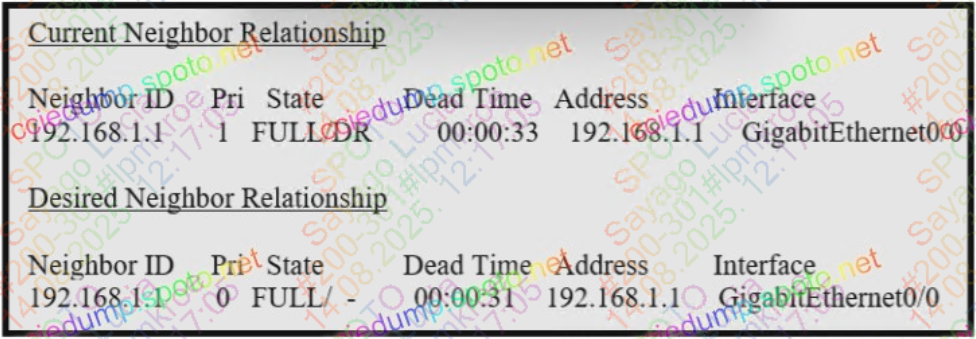 Current Neighbor Relationship
Neighbor ID Pri State Dead Time Address Interface
192.168.1.1 1 FULL/DR 00:00:33 192.168.1.1 GigabitEthernet0/0
Desired Neighbor Relationship
Neighbor ID Pri State Dead Time Address Interface
192.168.1.1 0 FULL/ - 00:00:31 192.168.1.1 GigabitEthernet0/0